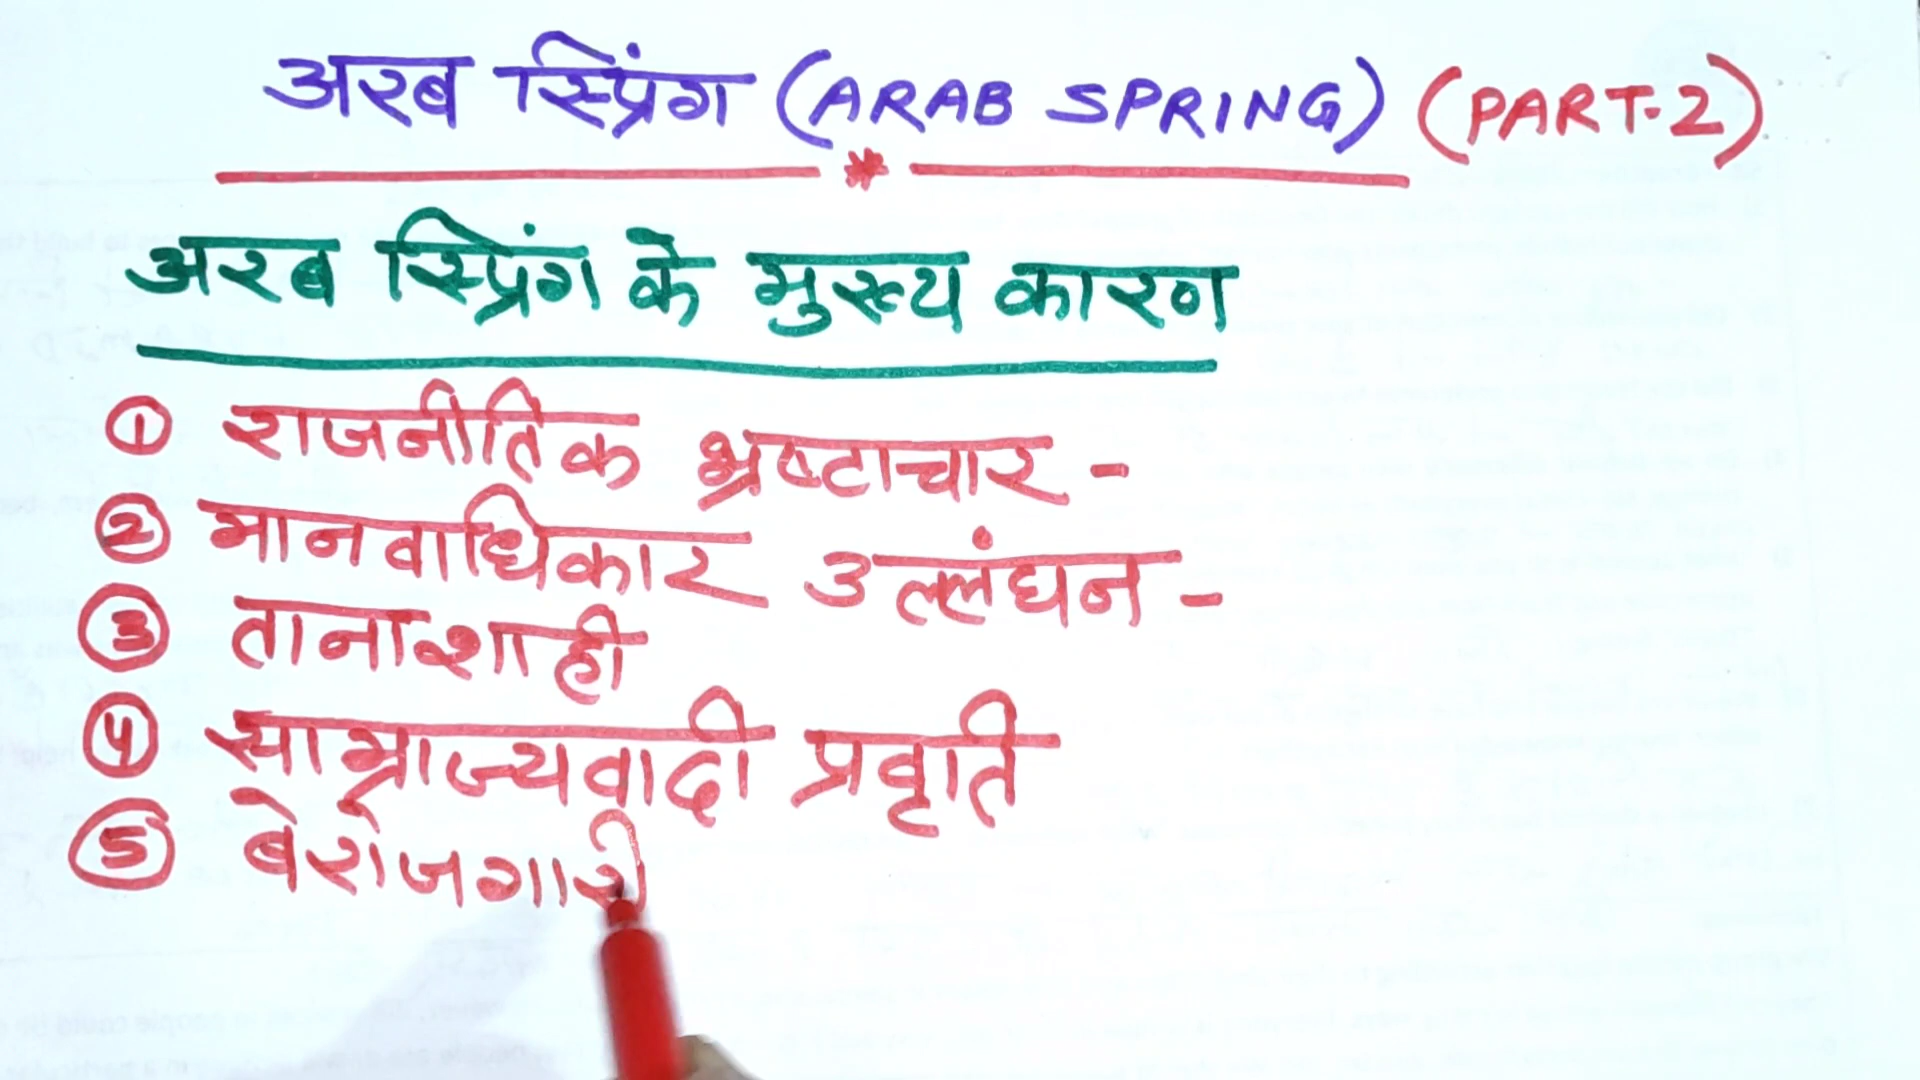 अरब स्प्रिंग (ARAB SPRING) (PART-2)
अरब स्प्रिंग के मुख्य कारण
① राजनीतिक भ्रष्टाचार -
② मानवाधिकार उल्लंघन -
③ तानाशाही
④ साम्राज्यवादी प्रवृति
⑤ बेरोजगारी